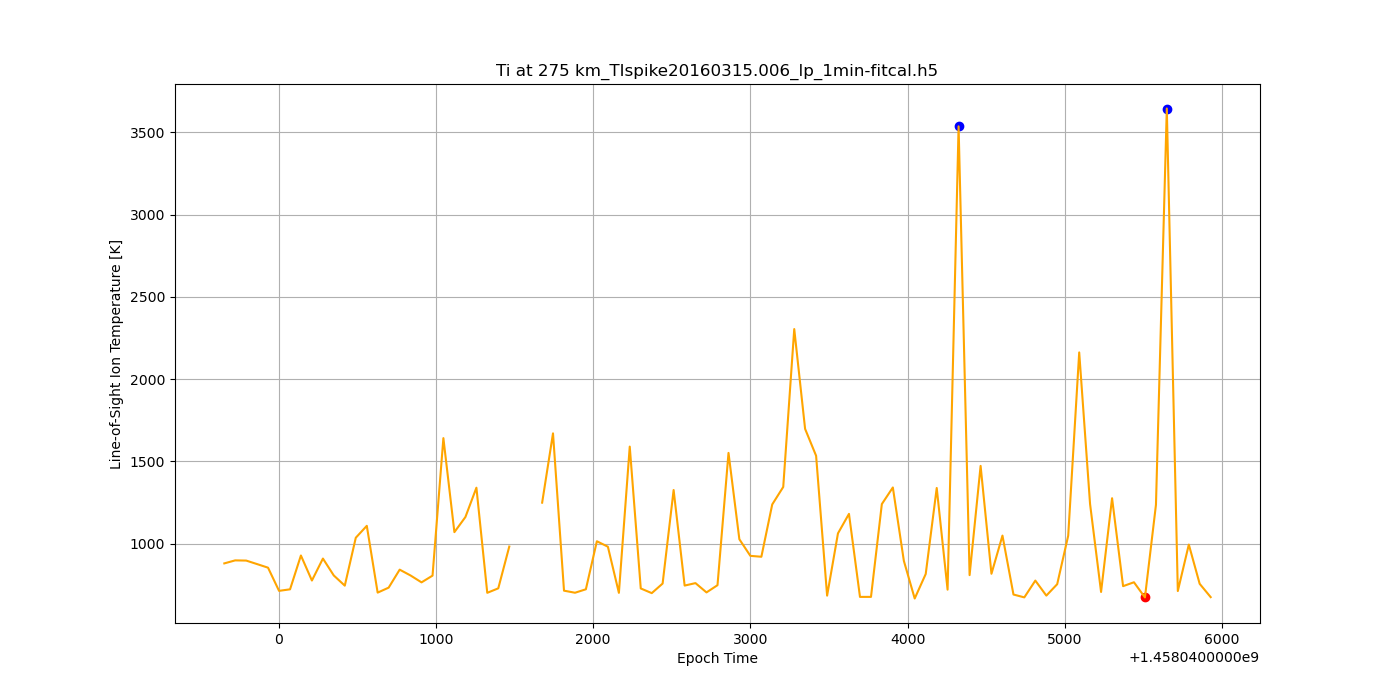 Ti at 275 km_TIspike20160315.006_lp_1min-fitcal.h5
Line-of-Sight Ion Temperature [K]
3500
3000
2500
2000
1500
1000
0 1000 2000 3000 4000 5000 6000
Epoch Time
+1.4580400000e9